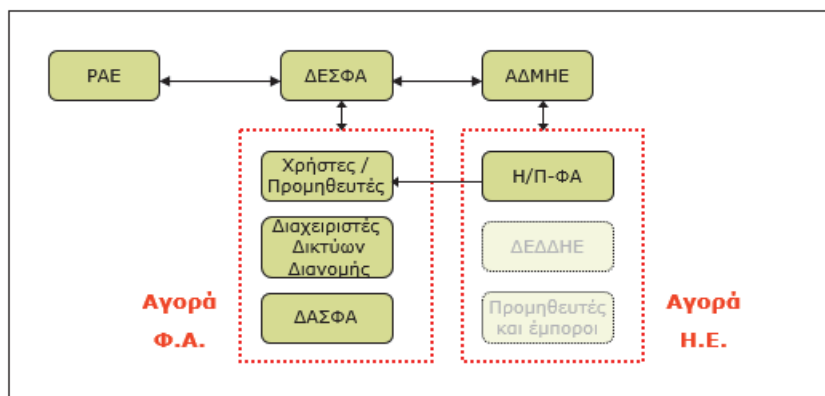 ΡΑΕ
ΔΕΣΦΑ
ΑΔΜΗΕ
Χρήστες /
Προμηθευτές
Η/Π-ΦΑ
Διαχειριστές
Δικτύων
Διανομής
ΔΕΔΔΗΕ
Αγορά
Φ.Α.
ΔΑΣΦΑ
Προμηθευτές
και έμποροι
Αγορά
Η.Ε.